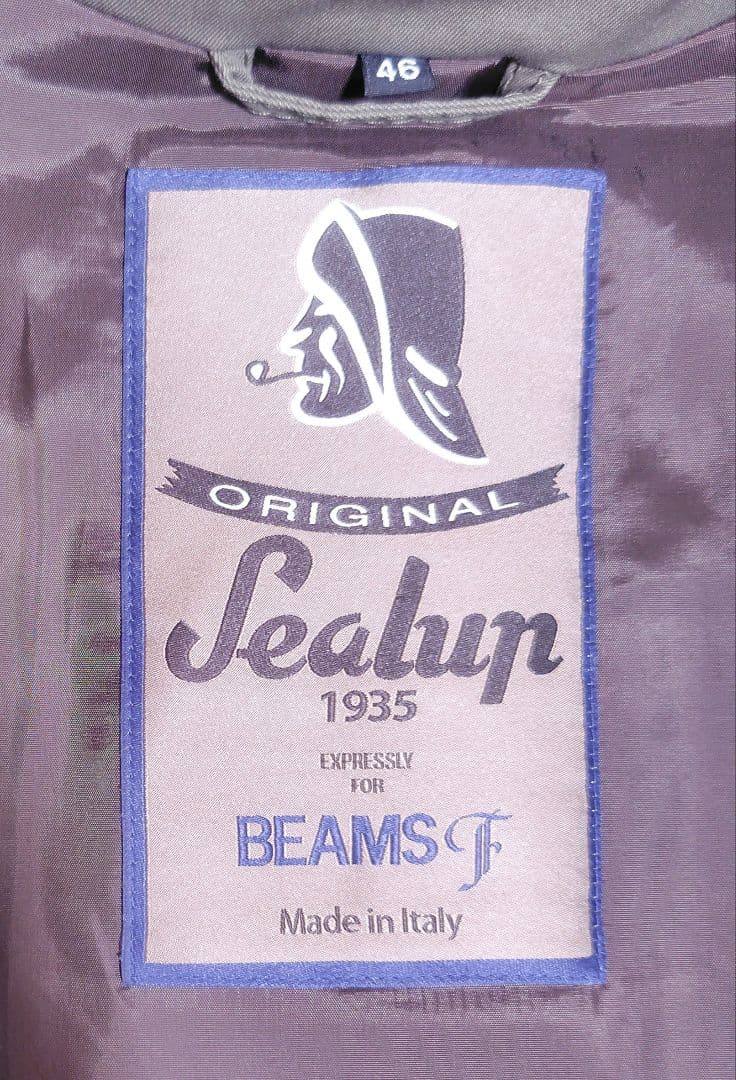 46
ORIGINAL
Sealup
1935
EXPRESSLY
FOR
BEAMS F
Made in Italy